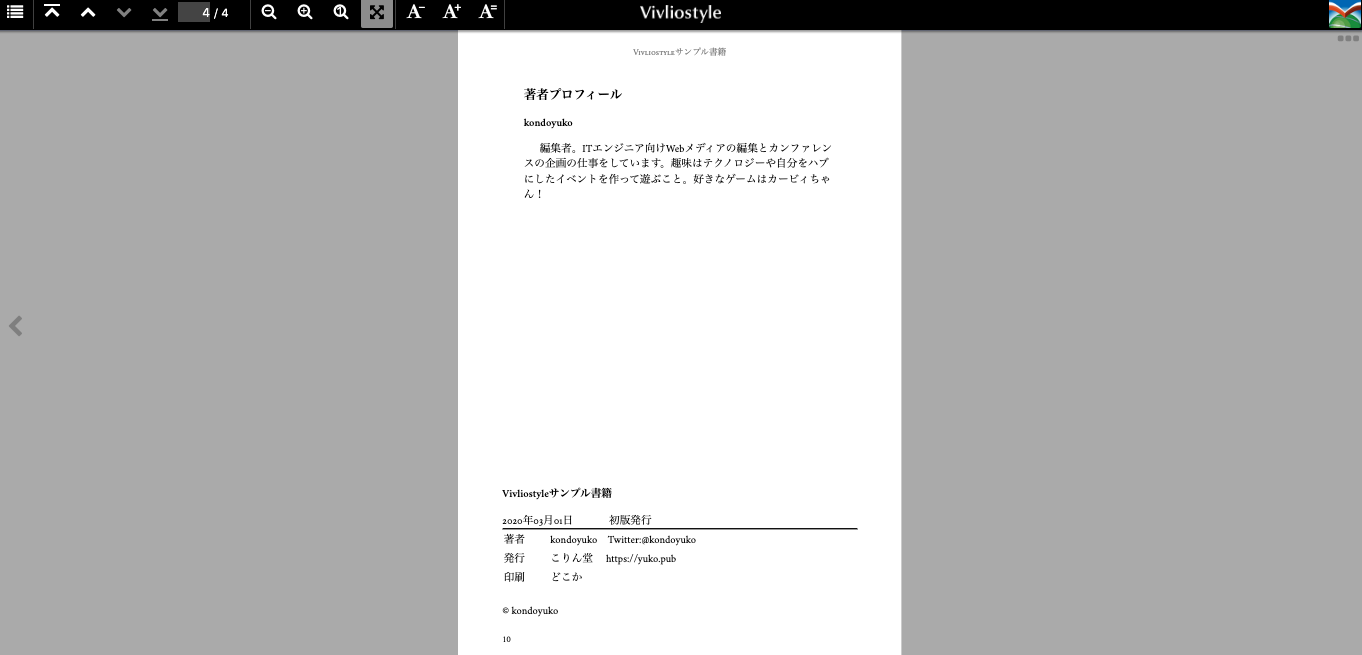 4 / 4
A⁻ A⁺ A⁼
Vivliostyle
Vivliostyleサンプル書籍
著者プロフィール
kondoyuko
編集者。ITエンジニア向けWebメディアの編集とカンファレン
スの企画の仕事をしています。趣味はテクノロジーや自分をハブ
にしたイベントを作って遊ぶこと。好きなゲームはカービィちゃ
ん！
Vivliostyleサンプル書籍
2020年03月01日 初版発行
著者 kondoyuko Twitter:@kondoyuko
発行 こりん堂 https://yuko.pub
印刷 どこか
© kondoyuko
10